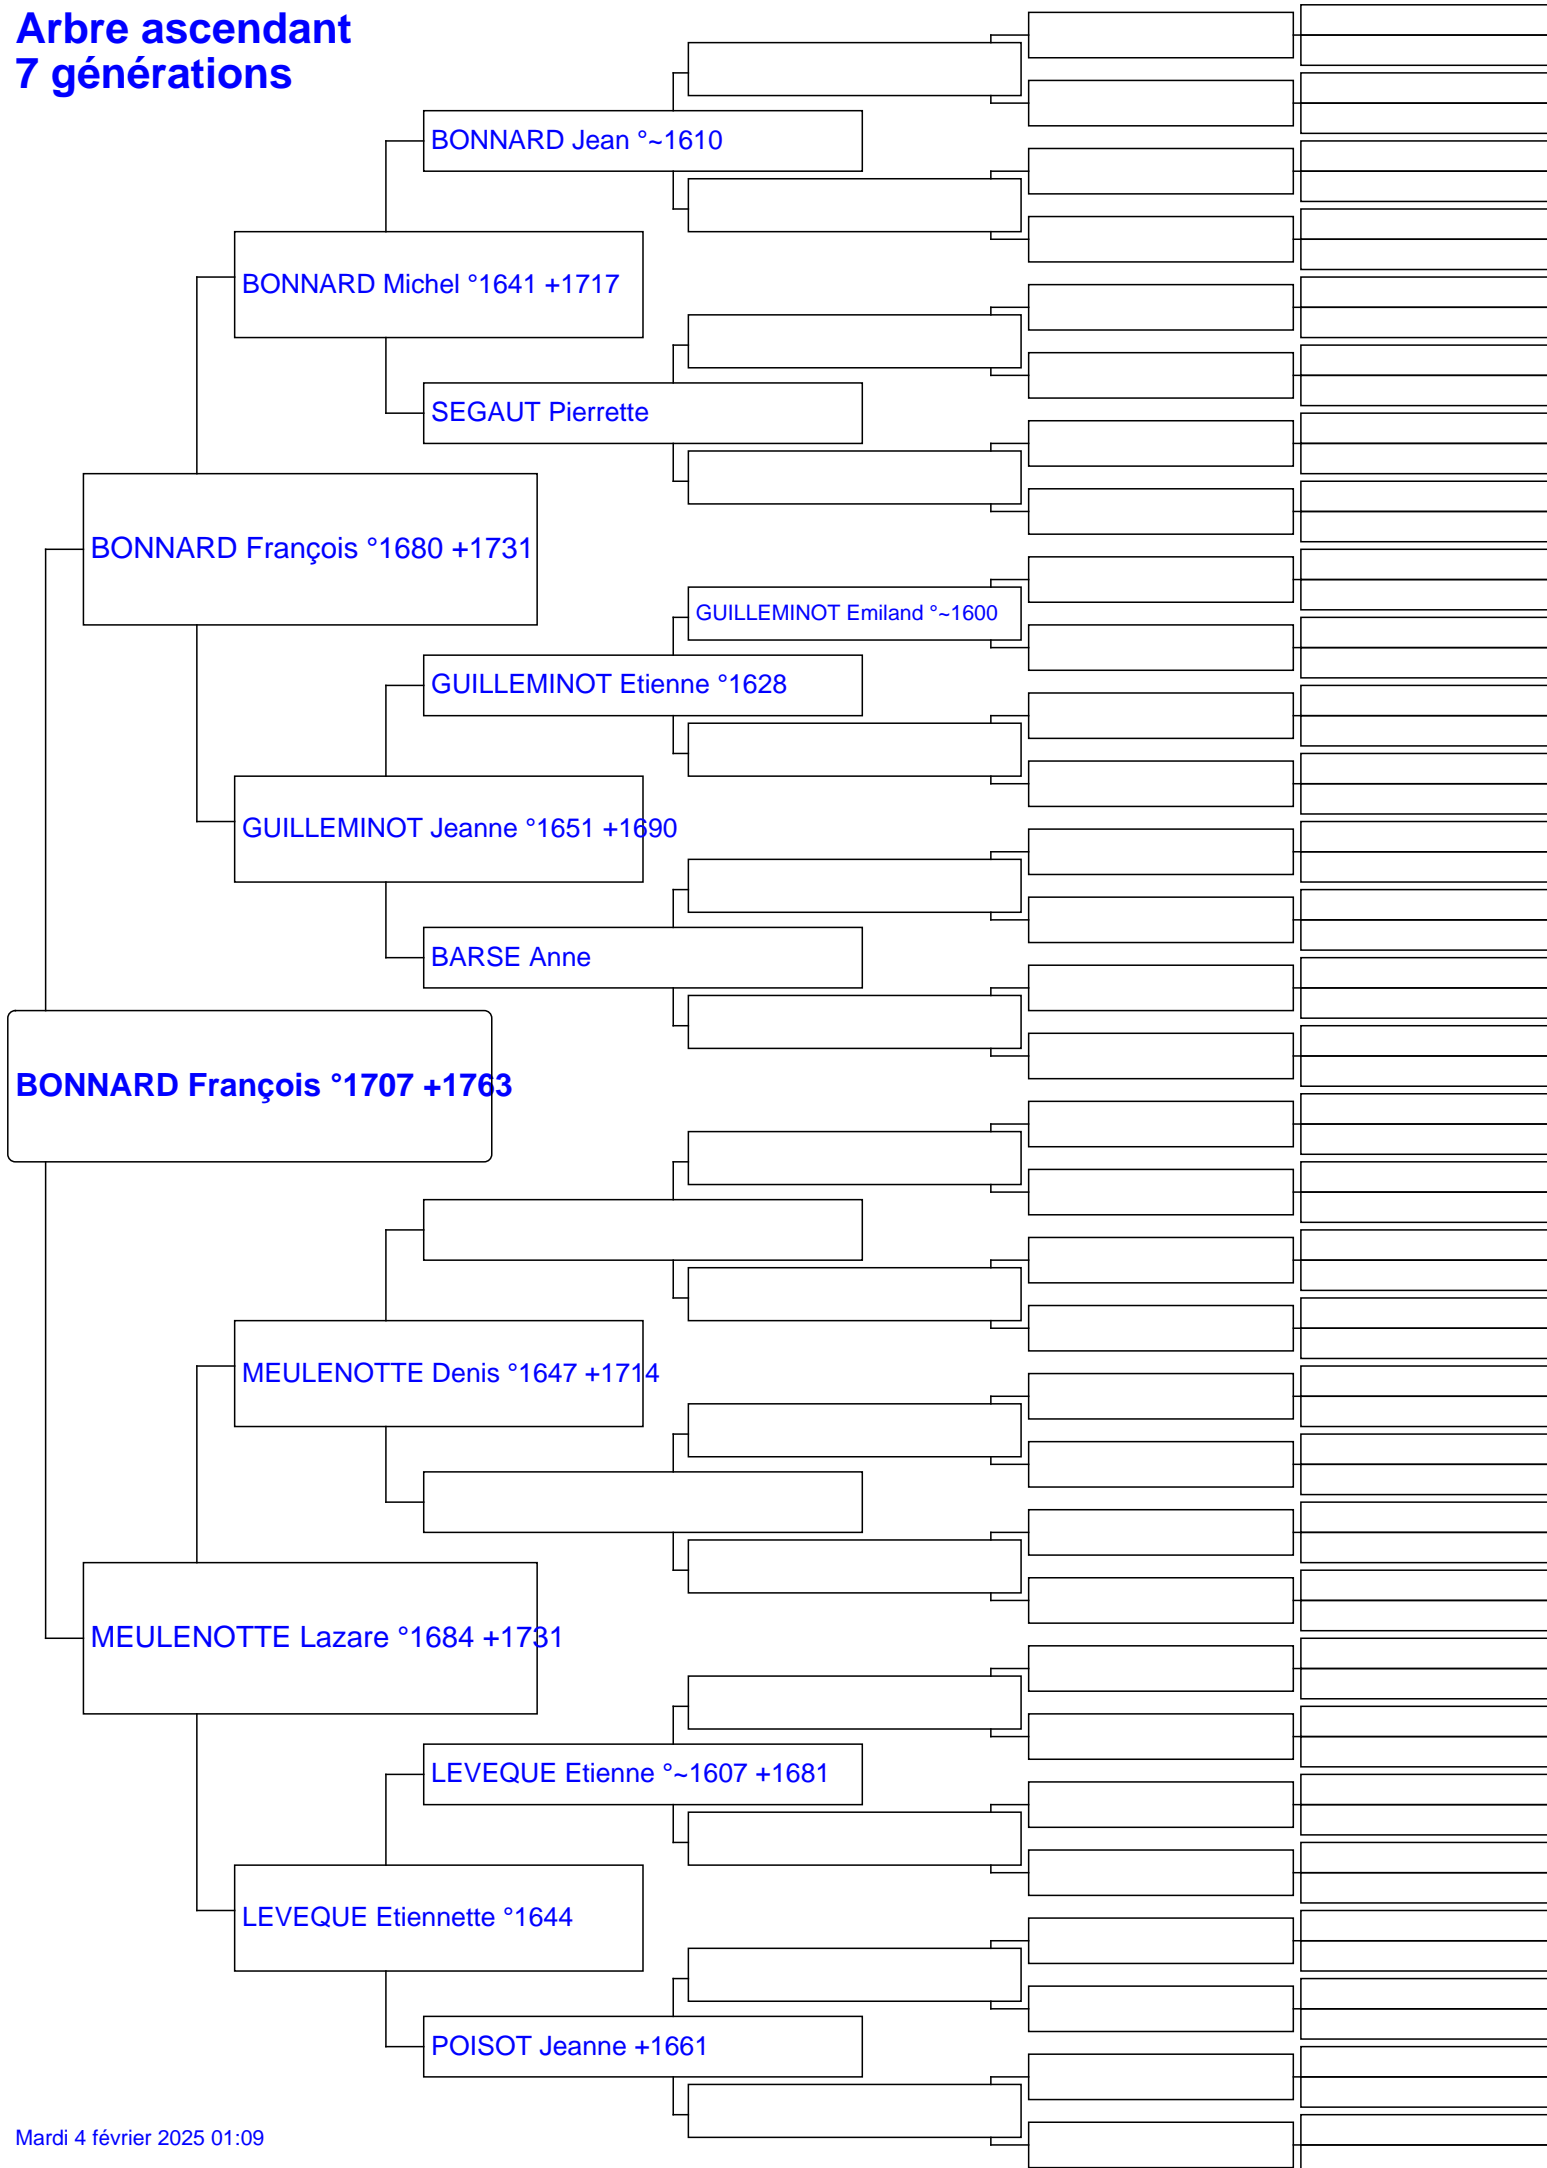 Arbre ascendant
7 générations
BONNARD Jean °~1610
BONNARD Michel °1641 +1717
SEGAUT Pierrette
BONNARD François °1680 +1731
GUILLEMINOT Emiland °~1600
GUILLEMINOT Etienne °1628
GUILLEMINOT Jeanne °1651 +1690
BARSE Anne
BONNARD François °1707 +1763
MEULENOTTE Denis °1647 +1714
MEULENOTTE Lazare °1684 +1731
LEVEQUE Etienne °~1607 +1681
LEVEQUE Etiennette °1644
POISOT Jeanne +1661
Mardi 4 février 2025 01:09